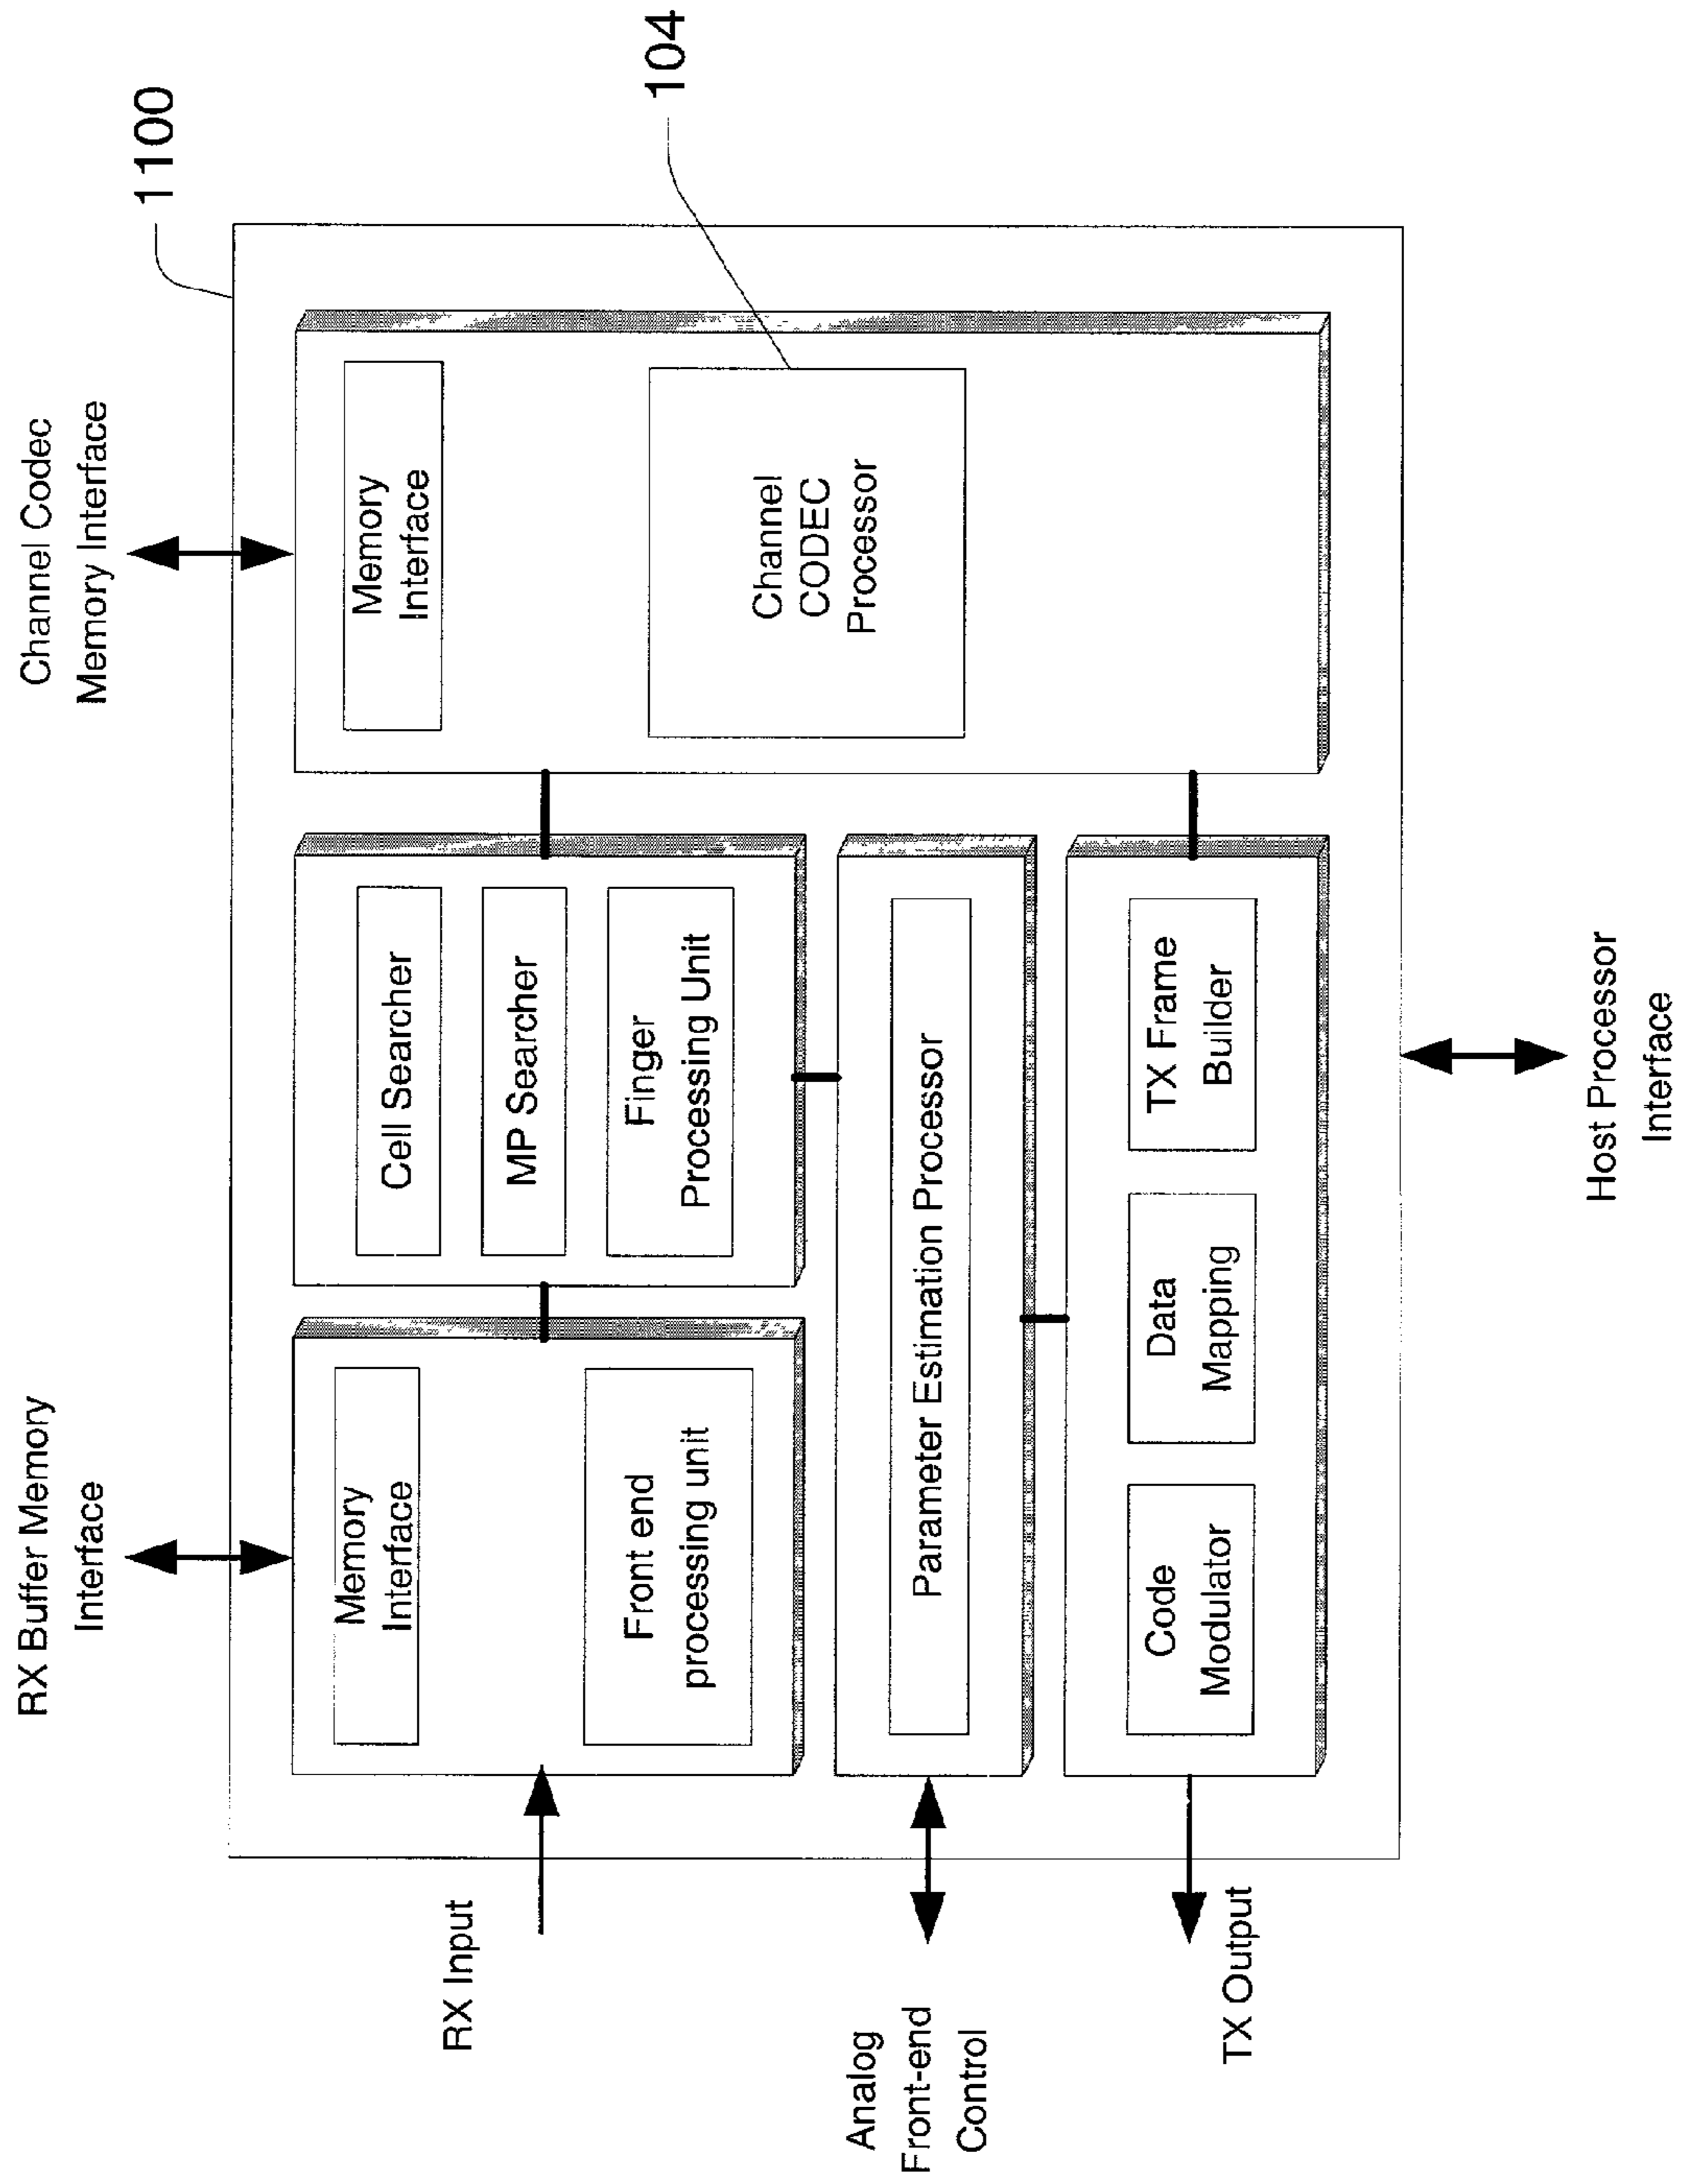 RX Buffer Memory
Interface
Channel Codec
Memory Interface
1100
104
RX Input
Memory
Interface
Front end
processing unit
Cell Searcher
MP Searcher
Finger
Processing Unit
Memory
Interface
Channel
CODEC
Processor
Analog
Front-end
Control
Parameter Estimation Processor
TX Output
Code
Modulator
Data
Mapping
TX Frame
Builder
Host Processor
Interface